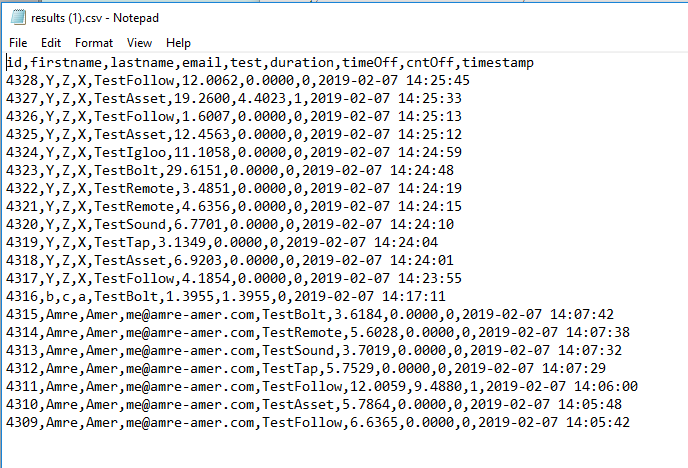 results (1).csv - Notepad
File Edit Format View Help
id,firstname,lastname,email,test,duration,timeOff,cntOff,timestamp
4328,Y,Z,X,TestFollow,12.0062,0.0000,0,2019-02-07 14:25:45
4327,Y,Z,X,TestAsset,19.2600,4.4023,1,2019-02-07 14:25:33
4326,Y,Z,X,TestFollow,1.6007,0.0000,0,2019-02-07 14:25:13
4325,Y,Z,X,TestAsset,12.4563,0.0000,0,2019-02-07 14:25:12
4324,Y,Z,X,TestIgloo,11.1058,0.0000,0,2019-02-07 14:24:59
4323,Y,Z,X,TestBolt,29.6151,0.0000,0,2019-02-07 14:24:48
4322,Y,Z,X,TestRemote,3.4851,0.0000,0,2019-02-07 14:24:19
4321,Y,Z,X,TestRemote,4.6356,0.0000,0,2019-02-07 14:24:15
4320,Y,Z,X,TestSound,6.7701,0.0000,0,2019-02-07 14:24:10
4319,Y,Z,X,TestTap,3.1349,0.0000,0,2019-02-07 14:24:04
4318,Y,Z,X,TestAsset,6.9203,0.0000,0,2019-02-07 14:24:01
4317,Y,Z,X,TestFollow,4.1854,0.0000,0,2019-02-07 14:23:55
4316,b,c,a,TestBolt,1.3955,1.3955,0,2019-02-07 14:17:11
4315,Amre,Amer,me@amre-amer.com,TestBolt,3.6184,0.0000,0,2019-02-07 14:07:42
4314,Amre,Amer,me@amre-amer.com,TestRemote,5.6028,0.0000,0,2019-02-07 14:07:38
4313,Amre,Amer,me@amre-amer.com,TestSound,3.7019,0.0000,0,2019-02-07 14:07:32
4312,Amre,Amer,me@amre-amer.com,TestTap,5.7529,0.0000,0,2019-02-07 14:07:29
4311,Amre,Amer,me@amre-amer.com,TestFollow,12.0059,9.4880,1,2019-02-07 14:06:00
4310,Amre,Amer,me@amre-amer.com,TestAsset,5.7864,0.0000,0,2019-02-07 14:05:48
4309,Amre,Amer,me@amre-amer.com,TestFollow,6.6365,0.0000,0,2019-02-07 14:05:42